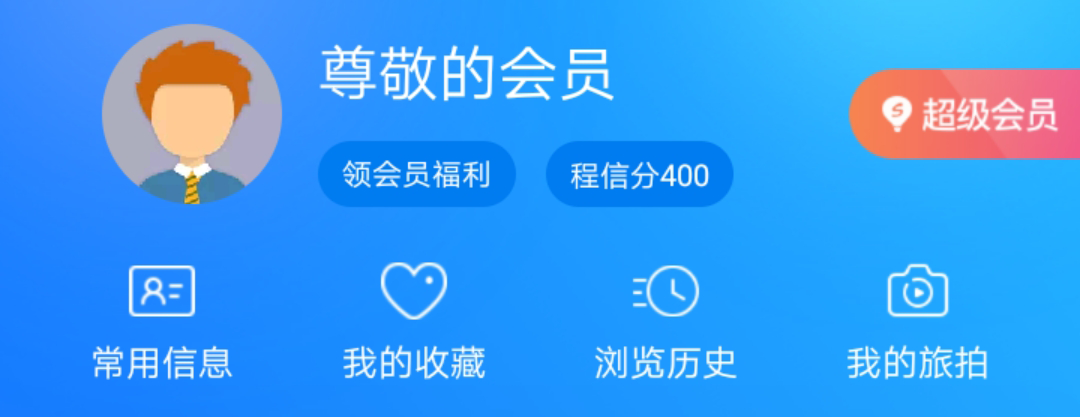 尊敬的会员
超级会员
领会员福利
程信分400
常用信息
我的收藏
浏览历史
我的旅拍